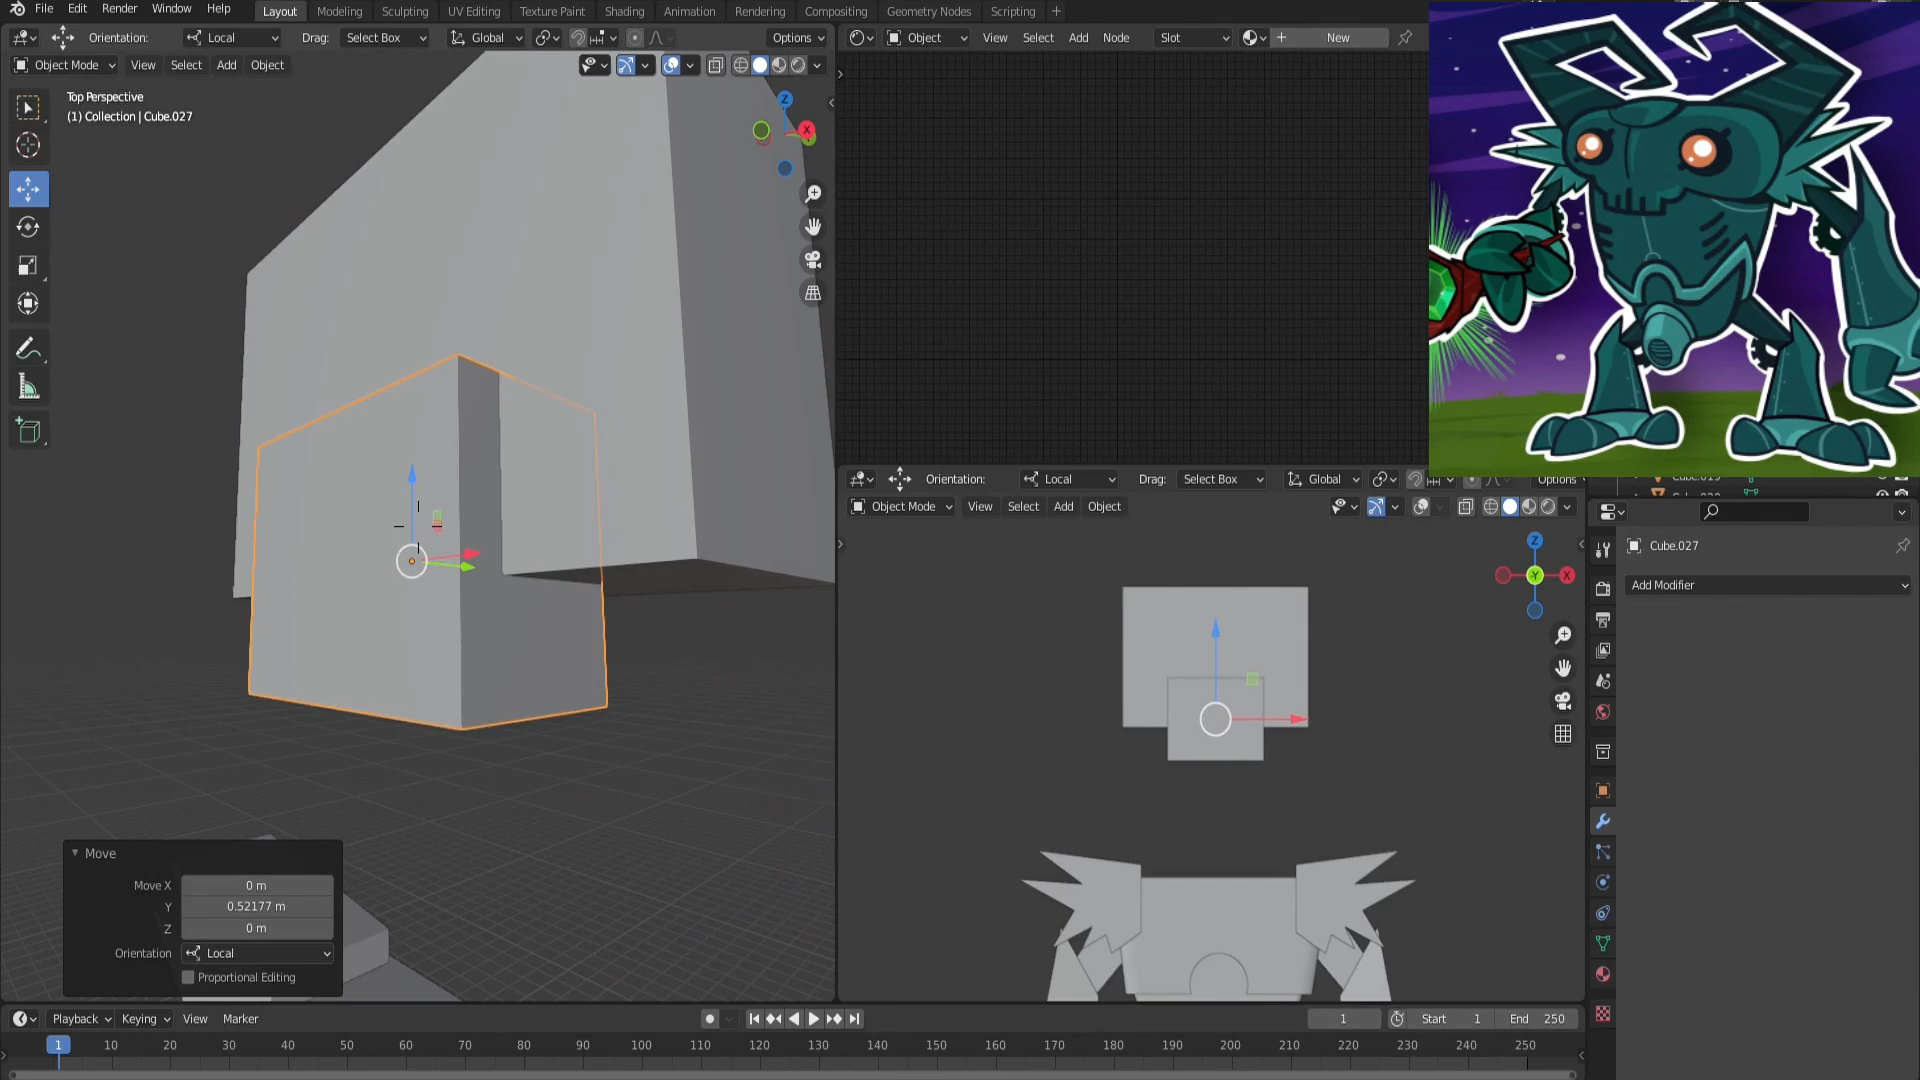 File Edit Render Window Help Layout Modeling Sculpting UV Editing Texture Paint Shading Animation Rendering Compositing Geometry Nodes Scripting +
Orientation: Local Drag: Select Box Global Options
Object Mode View Select Add Object
Top Perspective
(1) Collection | Cube.027
Z
X
Move
Move X 0 m
Y 0.52177 m
Z 0 m
Orientation Local
Proportional Editing
Object View Select Add Node Slot New
Orientation: Local Drag: Select Box Global Options
Object Mode View Select Add Object
Z
Y
X
Cube.027
Add Modifier
Playback Keying View Marker 1 Start 1 End 250
1 10 20 30 40 50 60 70 80 90 100 110 120 130 140 150 160 170 180 190 200 210 220 230 240 250